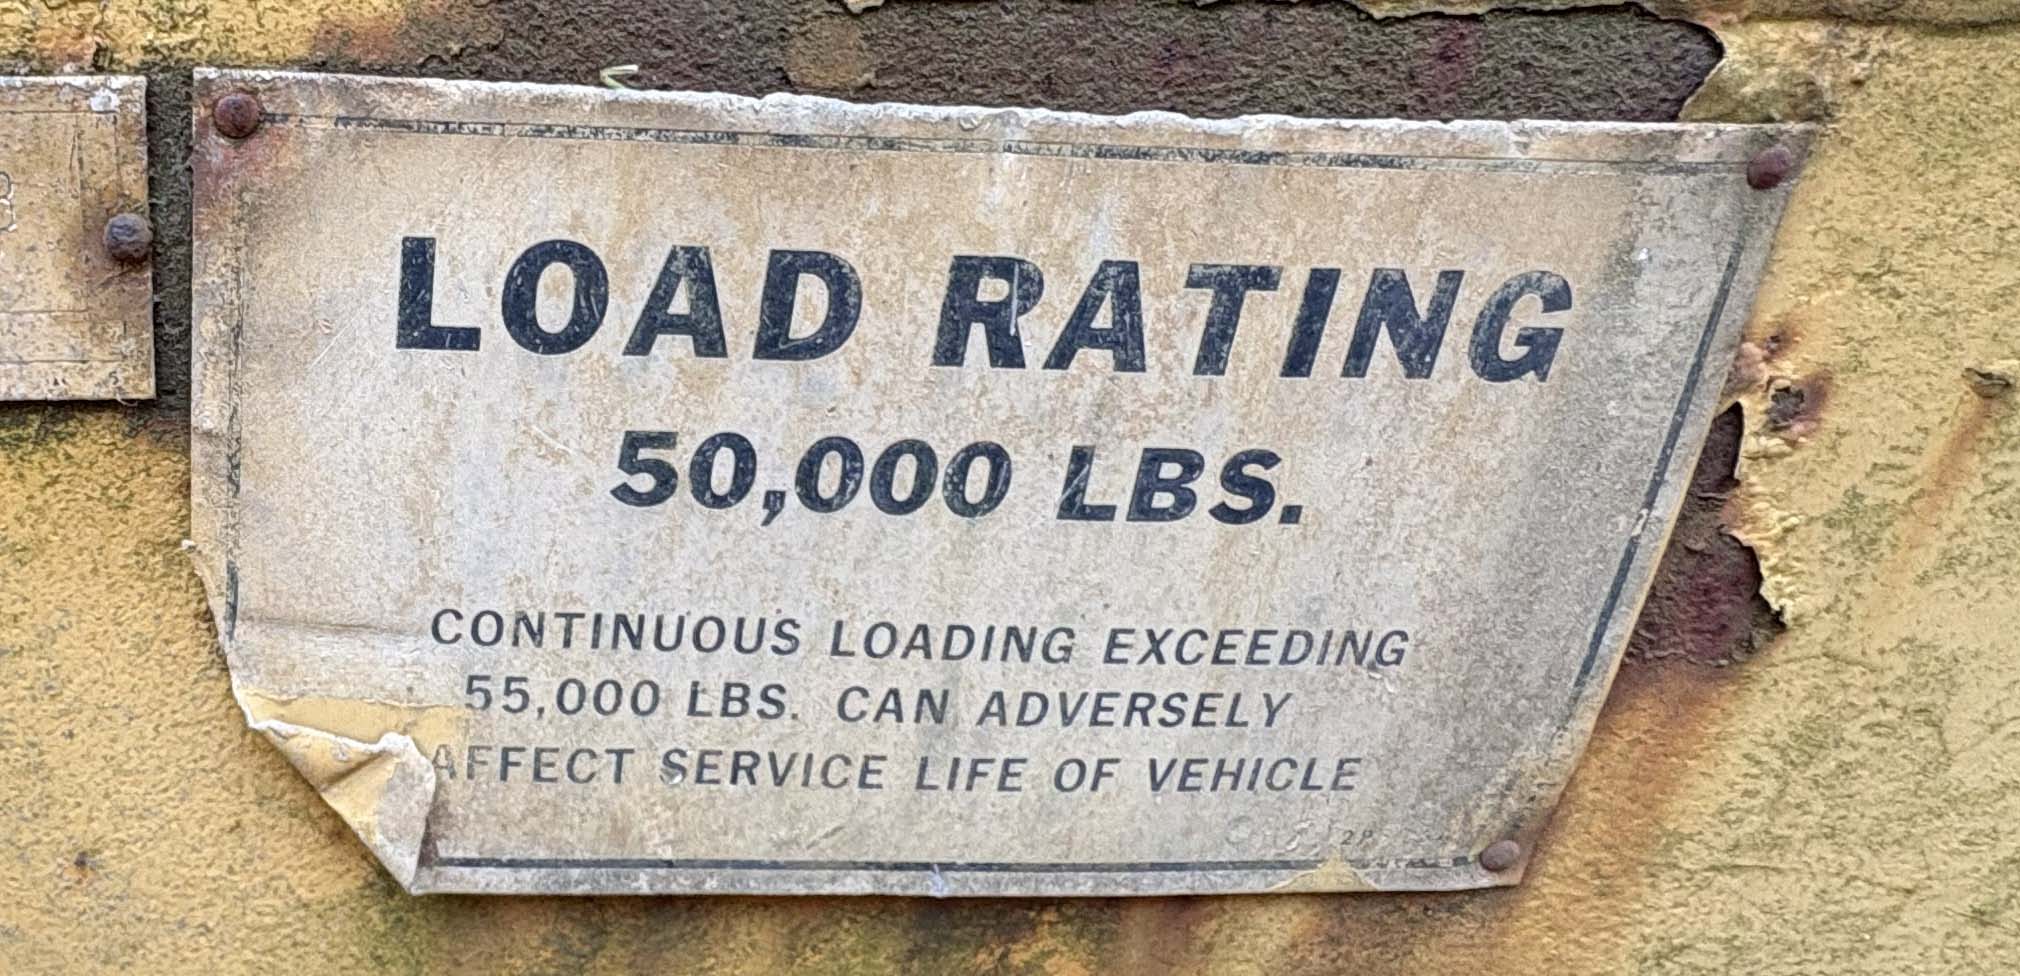 LOAD RATING
50,000 LBS.
CONTINUOUS LOADING EXCEEDING
55,000 LBS. CAN ADVERSELY
AFFECT SERVICE LIFE OF VEHICLE